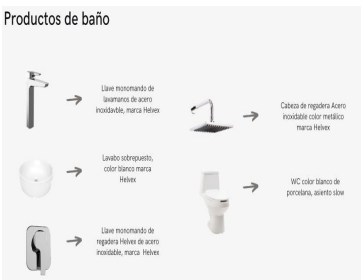 Productos de baño
Llave monomando de
lavamanos de acero
inoxidavble, marca Helvex
Lavabo sobrepuesto,
color blanco marca
Helvex
Llave monomando de
regadera Helvex de acero
inoxidable, marca Helvex
Cabeza de regadera Acero
inoxidable color metálico
marca Helvex
WC color blanco de
porcelana, asiento slow